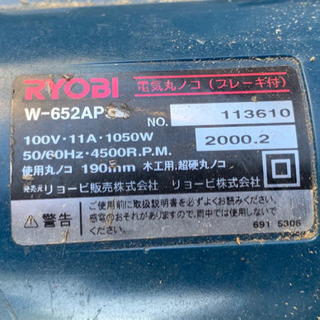 RYOBI 電気丸ノコ(ブレーキ付)
W-652AP NO. 113610
100V・11A・1050W 2000.2
50/60Hz・4500R.P.M.
使用丸ノコ 190mm 木工用,超硬丸ノコ
発売元 リョービ販売株式会社 リョービ株式会社
⚠警告 ご使用前に取扱説明書を必ずよくお読みください。
感電のおそれがありますので,雨中では使用しないでください。
691 5306